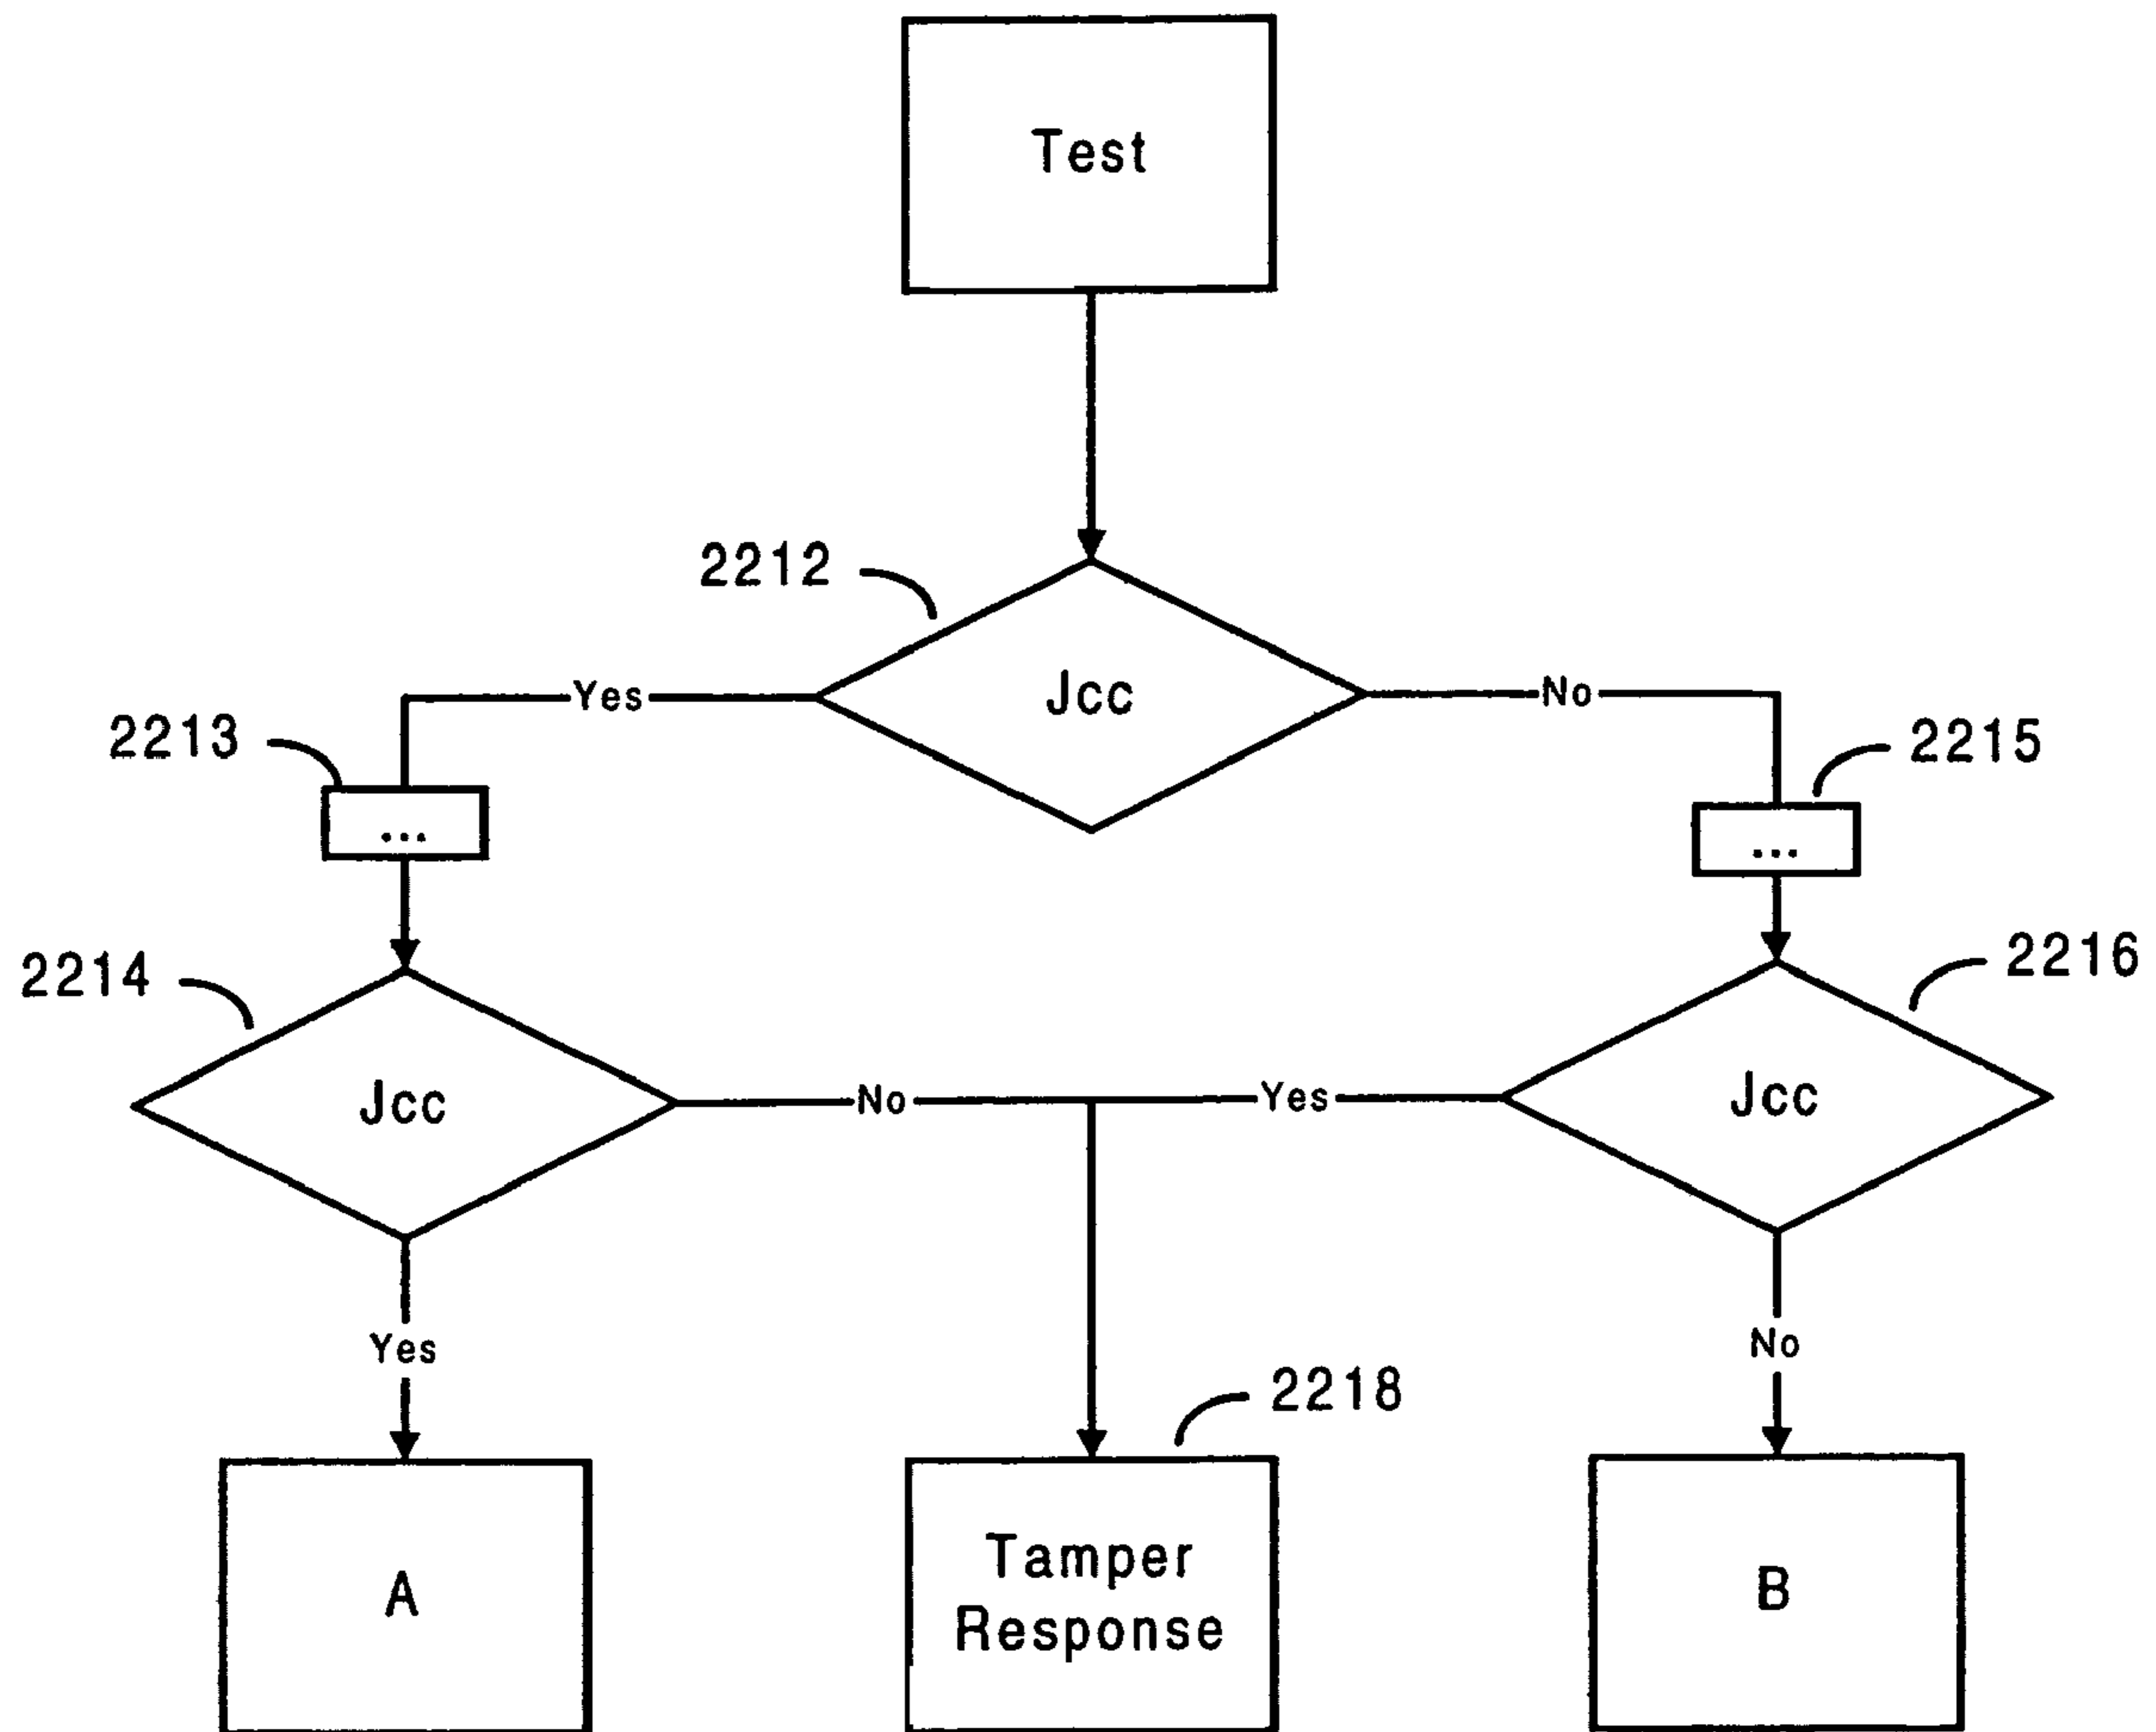 Test
2212
Jcc
Yes
No
2213
...
2215
...
2214
Jcc
No
Yes
2216
Jcc
Yes
No
2218
A
Tamper
Response
B